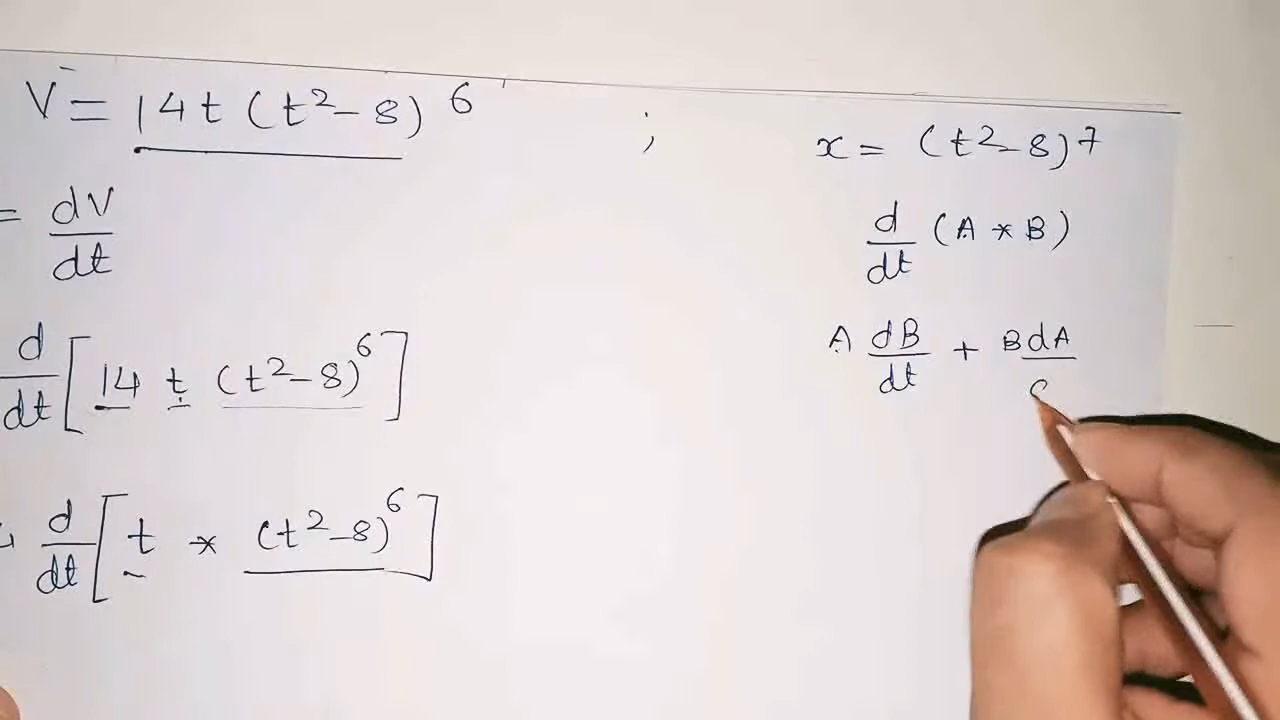 V = 14t (t²-8)⁶ ; x = (t²-8)⁷
= dV/dt
d/dt (A * B)
d/dt [14 t (t²-8)⁶]
A dB/dt + B dA/
d/dt [t * (t²-8)⁶]